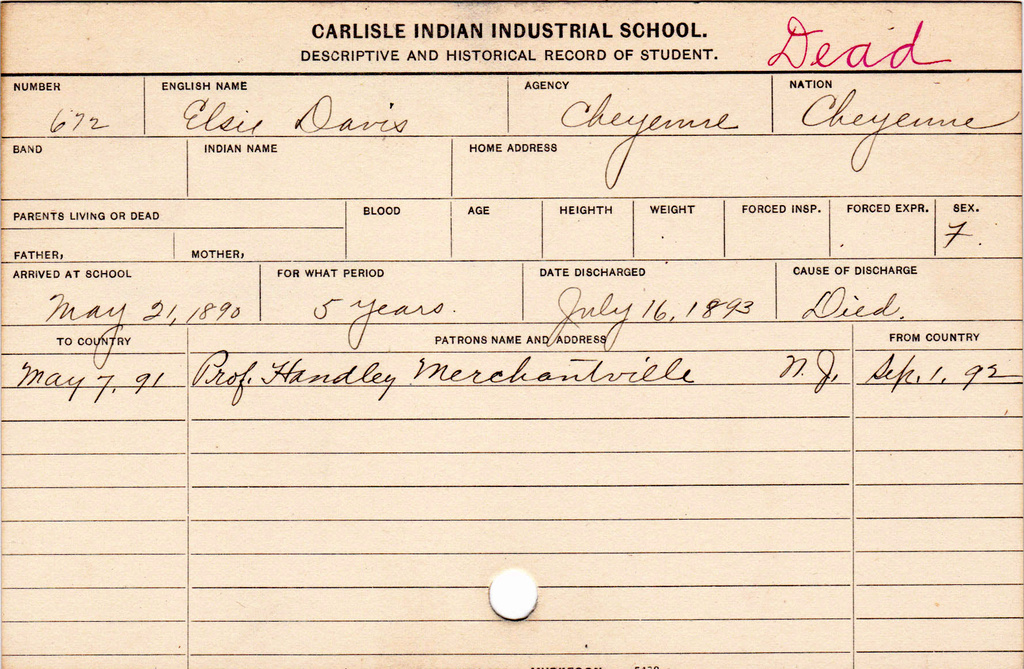 CARLISLE INDIAN INDUSTRIAL SCHOOL.
DESCRIPTIVE AND HISTORICAL RECORD OF STUDENT.
Dead
NUMBER ENGLISH NAME AGENCY NATION
672 Elsie Davis Cheyenne Cheyenne
BAND INDIAN NAME HOME ADDRESS
PARENTS LIVING OR DEAD BLOOD AGE HEIGHTH WEIGHT FORCED INSP. FORCED EXPR. SEX.
F.
FATHER, MOTHER,
ARRIVED AT SCHOOL FOR WHAT PERIOD DATE DISCHARGED CAUSE OF DISCHARGE
May 21, 1890 5 years. July 16, 1893 Died.
TO COUNTRY PATRONS NAME AND ADDRESS FROM COUNTRY
May 7, 91 Prof. Handley Merchantville N.J. Sep. 1, 92